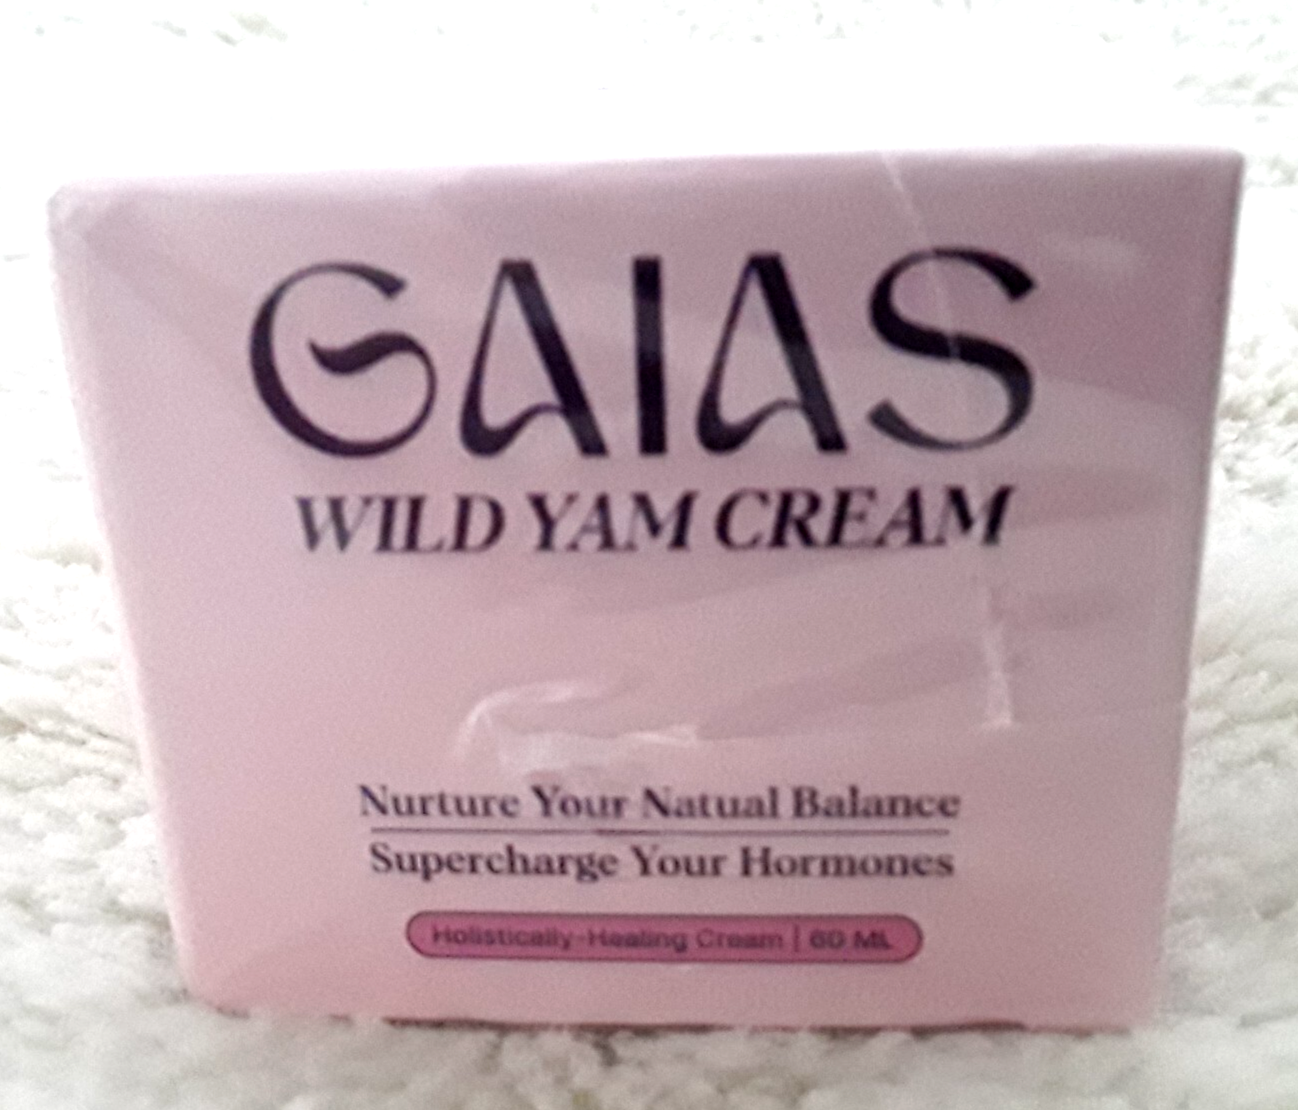 GAIAS
WILD YAM CREAM
Nurture Your Natual Balance
Supercharge Your Hormones
Holistically-Healing Cream | 60 ML